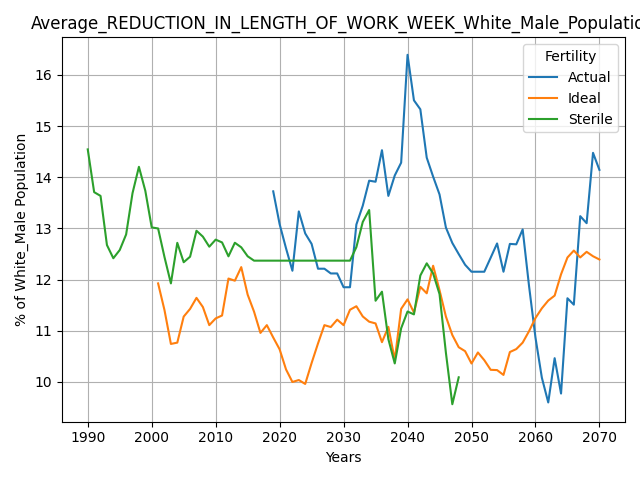 Average_REDUCTION_IN_LENGTH_OF_WORK_WEEK_White_Male_Populatio
Fertility
Actual
Ideal
Sterile
% of White_Male Population
16
15
14
13
12
11
10
1990 2000 2010 2020 2030 2040 2050 2060 2070
Years